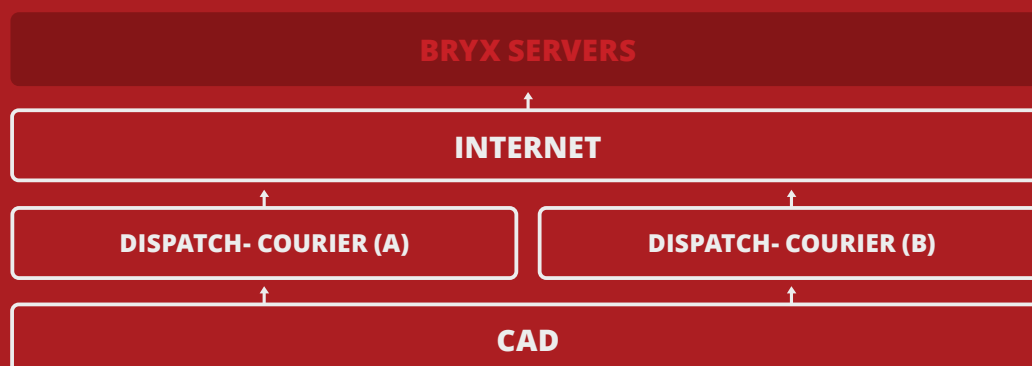 BRYX SERVERS
INTERNET
DISPATCH- COURIER (A)
DISPATCH- COURIER (B)
CAD